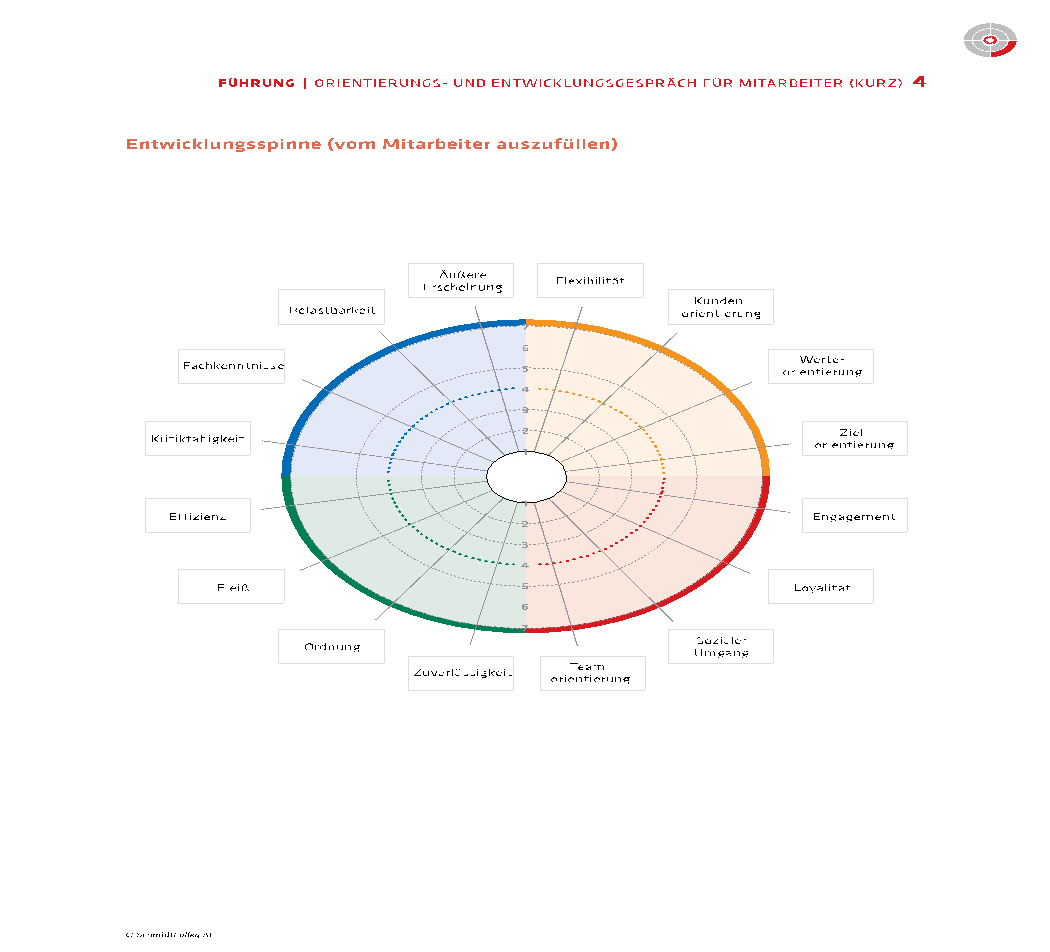 FÜHRUNG | ORIENTIERUNGS- UND ENTWICKLUNGSGESPRÄCH FÜR MITARBEITER (KURZ) 4
Entwicklungsspinne (vom Mitarbeiter auszufüllen)
Äußere
Erscheinung
Flexibilität
Belastbarkeit
Kunden
orientierung
Fachkenntnisse
Werte-
orientierung
Kritikfähigkeit
Ziel
orientierung
7
6
5
4
3
2
1
1
2
3
4
5
6
7
Effizienz
Engagement
Fleiß
Loyalität
Ordnung
Sozialer
Umgang
Zuverlässigkeit
Team
orientierung
© SchmidtColleg AG